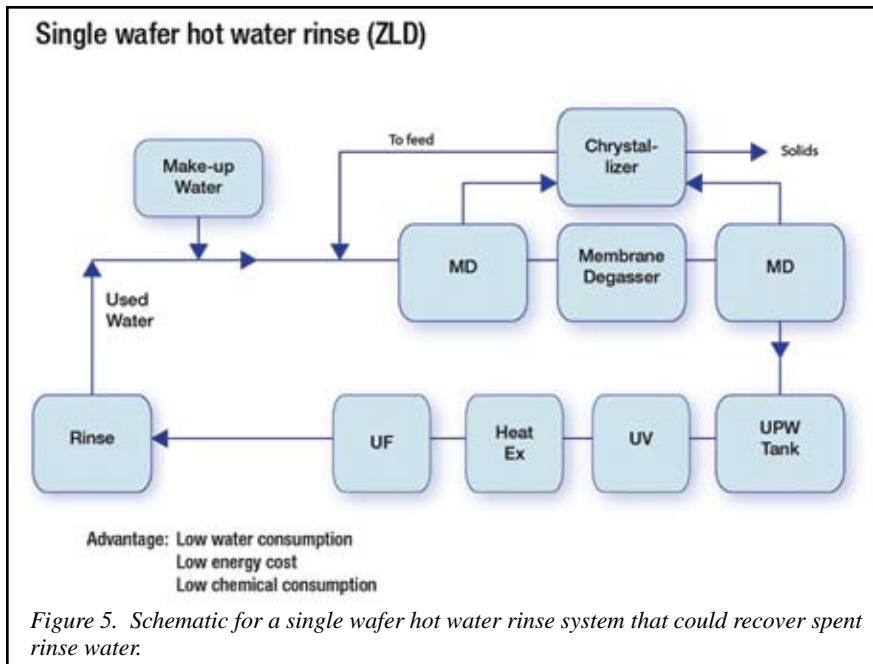 Single wafer hot water rinse (ZLD)
To feed
Chrystal-
lizer
Solids
Make-up
Water
MD
Membrane
Degasser
MD
Used
Water
Rinse
UF
Heat
Ex
UV
UPW
Tank
Advantage: Low water consumption
Low energy cost
Low chemical consumption
Figure 5. Schematic for a single wafer hot water rinse system that could recover spent
rinse water.